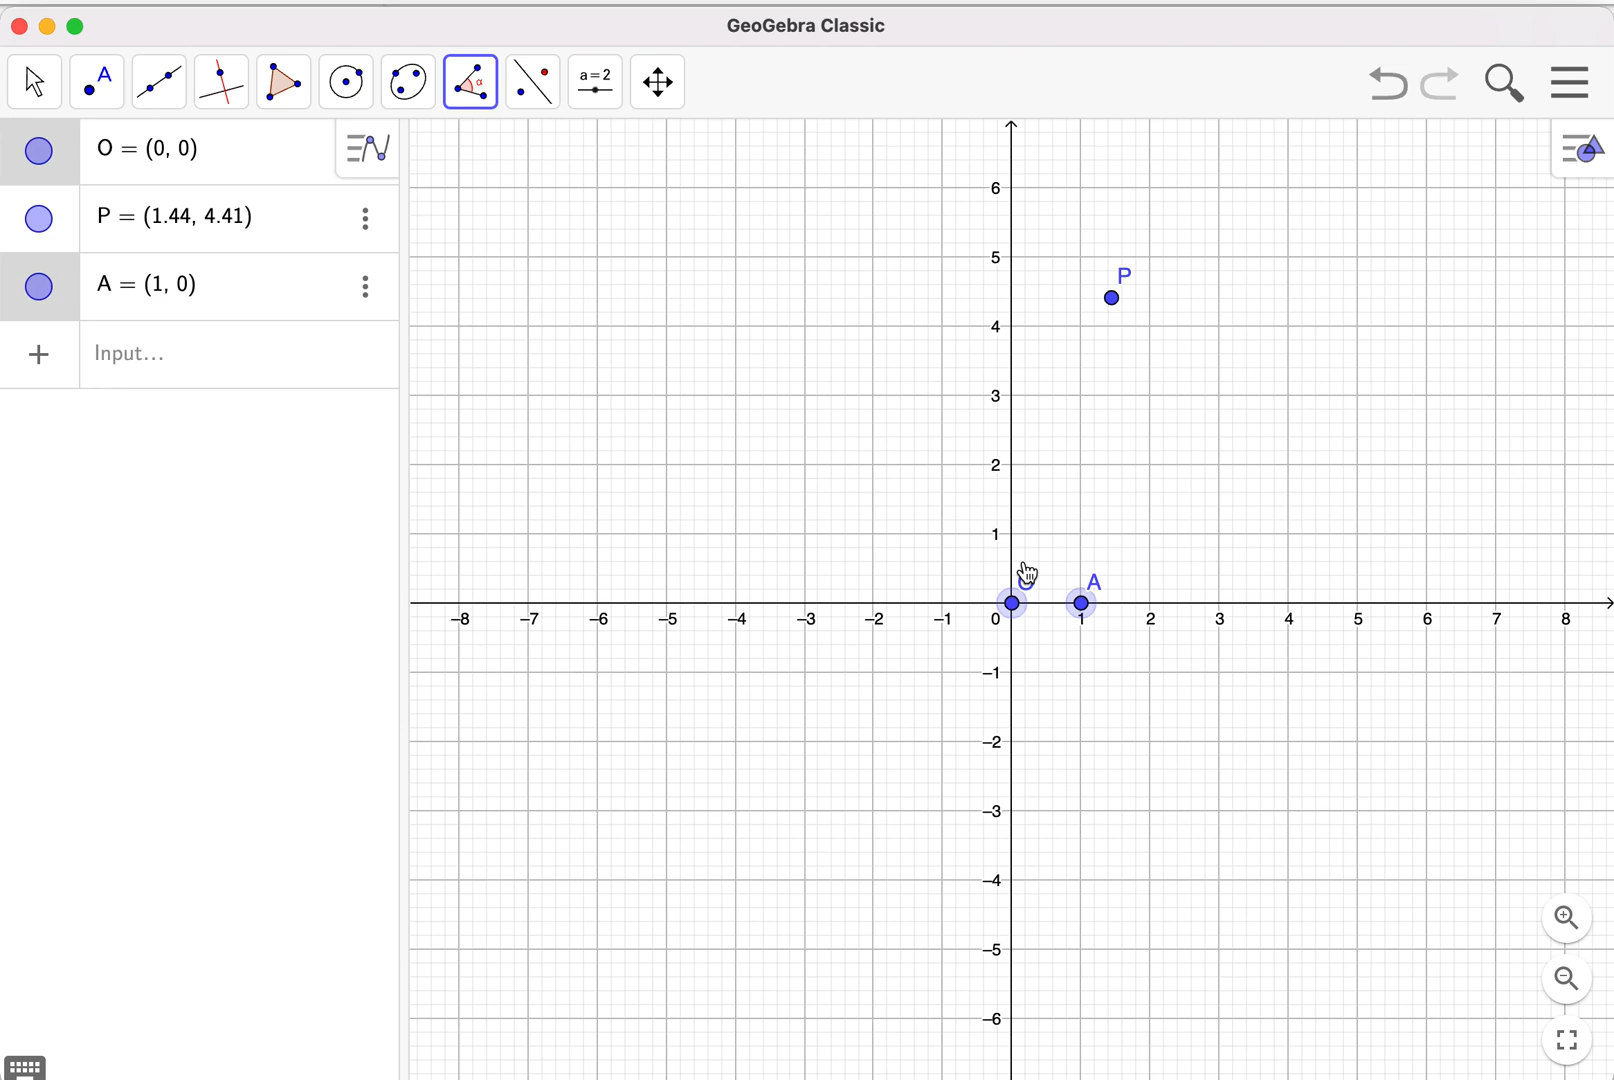 GeoGebra Classic
A
α
a = 2
O = (0, 0)
P = (1.44, 4.41)
A = (1, 0)
+ Input…
6
5
P
4
3
2
1
A
–8 –7 –6 –5 –4 –3 –2 –1 0 1 2 3 4 5 6 7 8
–1
–2
–3
–4
–5
–6